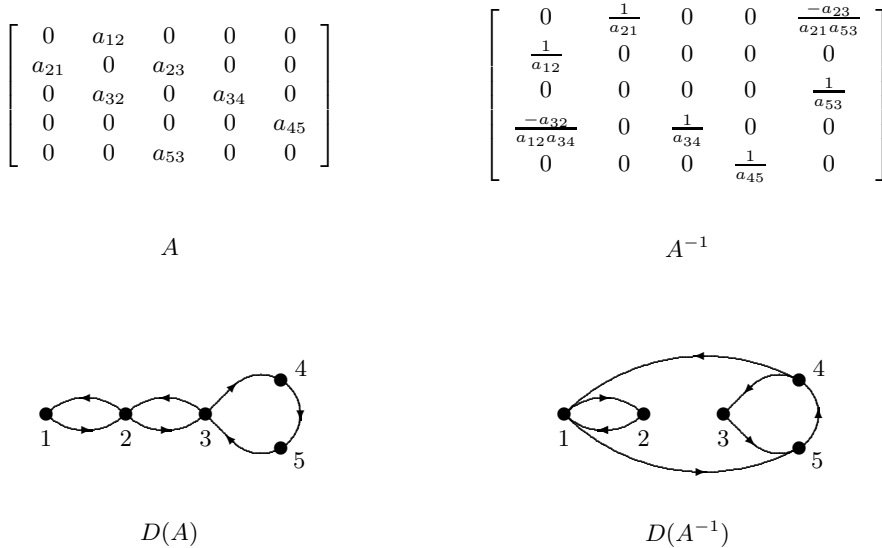 0 a₁₂ 0 0 0
a₂₁ 0 a₂₃ 0 0
0 a₃₂ 0 a₃₄ 0
0 0 0 0 a₄₅
0 0 a₅₃ 0 0
A
0 1/a₂₁ 0 0 -a₂₃/a₂₁a₅₃
1/a₁₂ 0 0 0 0
0 0 0 0 1/a₅₃
-a₃₂/a₁₂a₃₄ 0 1/a₃₄ 0 0
0 0 0 1/a₄₅ 0
A⁻¹
4
1 2 3
5
D(A)
4
1 2 3
5
D(A⁻¹)